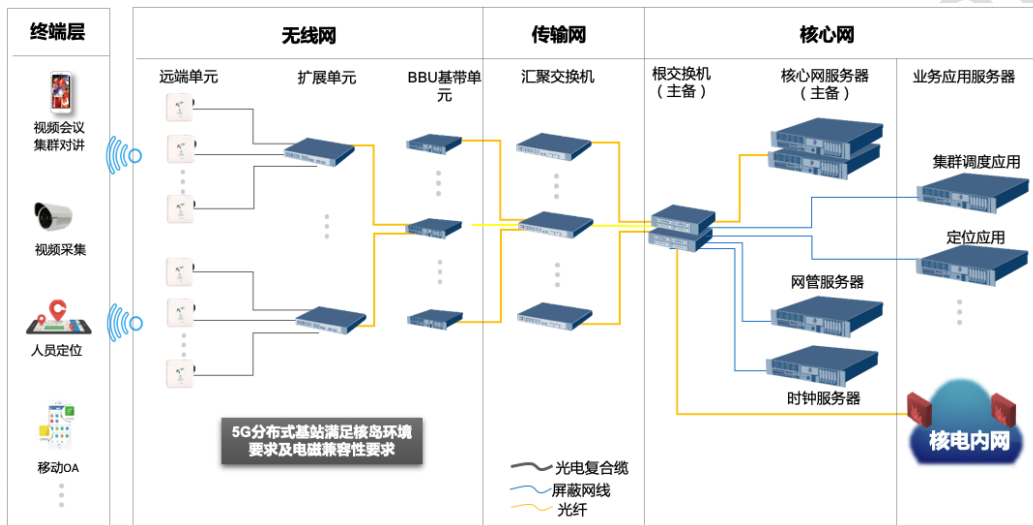 终端层
无线网
传输网
核心网
远端单元
扩展单元
BBU基带单
元
汇聚交换机
根交换机
（主备）
核心网服务器
（主备）
业务应用服务器
视频会议
集群对讲
视频采集
人员定位
移动OA
集群调度应用
定位应用
网管服务器
时钟服务器
核电内网
5G分布式基站满足核岛环境
要求及电磁兼容性要求
光电复合缆
屏蔽网线
光纤